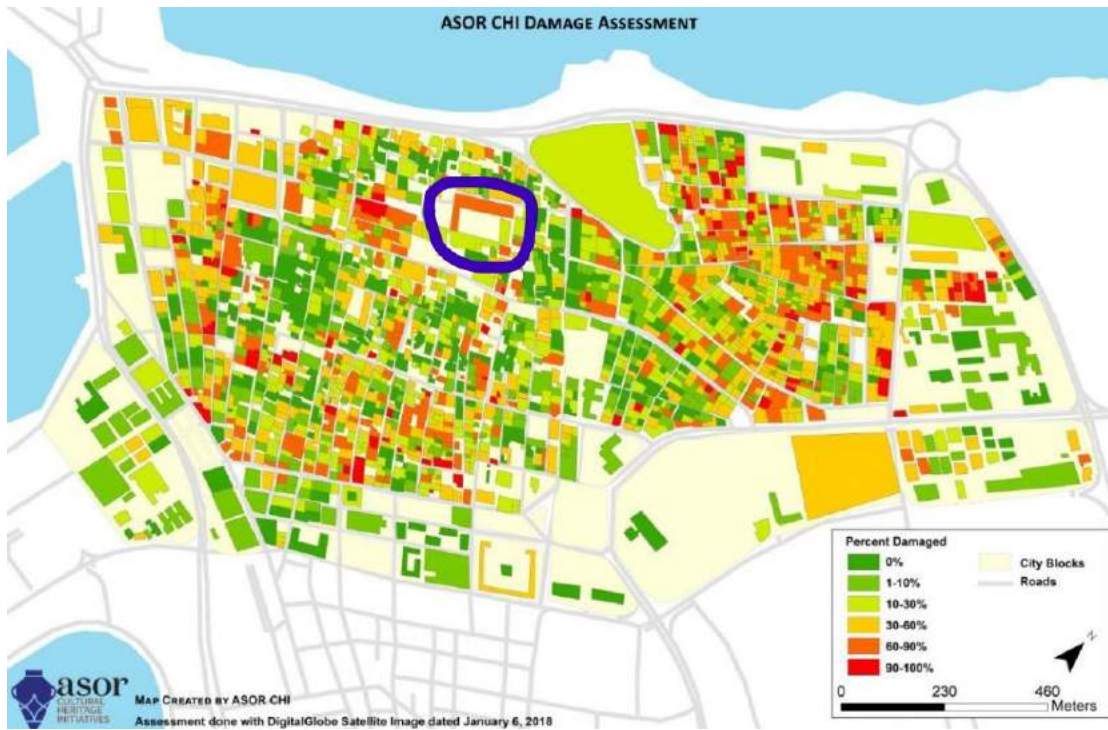 ASOR CHI DAMAGE ASSESSMENT
Percent Damaged
0%
1-10%
10-30%
30-60%
60-90%
90-100%
City Blocks
Roads
N
0 230 460
Meters
asor
CULTURAL
HERITAGE
INITIATIVES
MAP CREATED BY ASOR CHI
Assessment done with DigitalGlobe Satellite Image dated January 6, 2018